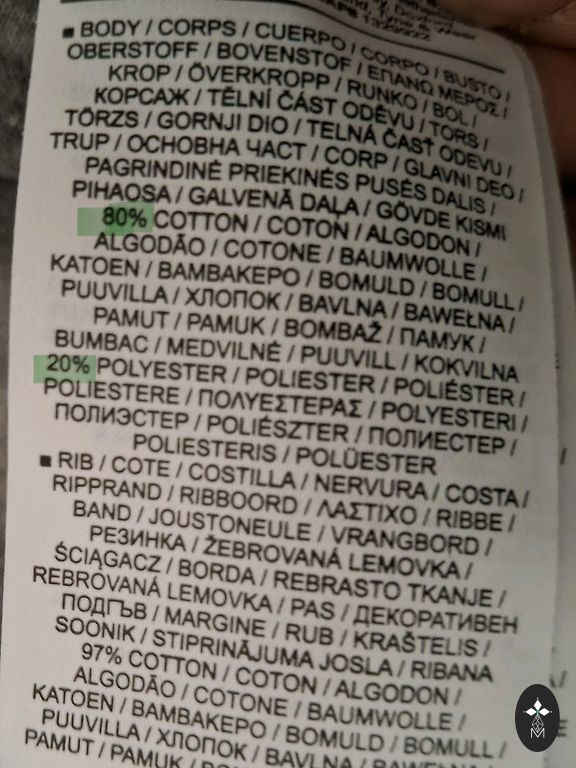 ■ BODY / CORPS / CUERPO / CORPO / BUSTO /
OBERSTOFF / BOVENSTOF / ΕΠΑΝΩ ΜΕΡΟΣ /
KROP / ÖVERKROPP / RUNKO / BOL /
КОРСАЖ / TĚLNÍ ČÁST ODĚVU / TORS /
TÖRZS / GORNJI DIO / TELNÁ ČASŤ ODEVU /
TRUP / ОСНОВНА ЧАСТ / CORP / GLAVNI DEO /
PAGRINDINĖ PRIEKINĖS PUSĖS DALIS /
PIHAOSA / GALVENĀ DAĻA / GÖVDE KISMI
80% COTTON / COTON / ALGODON /
ALGODÃO / COTONE / BAUMWOLLE /
KATOEN / ΒΑΜΒΑΚΕΡΟ / BOMULD / BOMULL /
PUUVILLA / ХЛОПОК / BAVLNA / BAWEŁNA /
PAMUT / PAMUK / BOMBAŽ / ПАМУК /
BUMBAC / MEDVILNĖ / PUUVILL / KOKVILNA
20% POLYESTER / POLIESTER / POLIÉSTER /
POLIESTERE / ΠΟΛΥΕΣΤΕΡΑΣ / POLYESTERI /
ПОЛИЭСТЕР / POLIÉSZTER / ПОЛИЕСТЕР /
POLIESTERIS / POLÜESTER
■ RIB / COTE / COSTILLA / NERVURA / COSTA /
RIPPRAND / RIBBOORD / ΛΑΣΤΙΧΟ / RIBBE /
BAND / JOUSTONEULE / VRANGBORD /
РЕЗИНКА / ŽEBROVANÁ LEMOVKA /
ŚCIĄGACZ / BORDA / REBRASTO TKANJE /
REBROVANÁ LEMOVKA / PAS / ДЕКОРАТИВЕН
ПОДГЪВ / MARGINE / RUB / KRAŠTELIS /
SOONIK / STIPRINĀJUMA JOSLA / RIBANA
97% COTTON / COTON / ALGODON /
ALGODÃO / COTONE / BAUMWOLLE /
KATOEN / ΒΑΜΒΑΚΕΡΟ / BOMULD / BOMULL /
PUUVILLA / ХЛОПОК / BAVLNA / BAWEŁNA /
PAMUT / PAMUK /